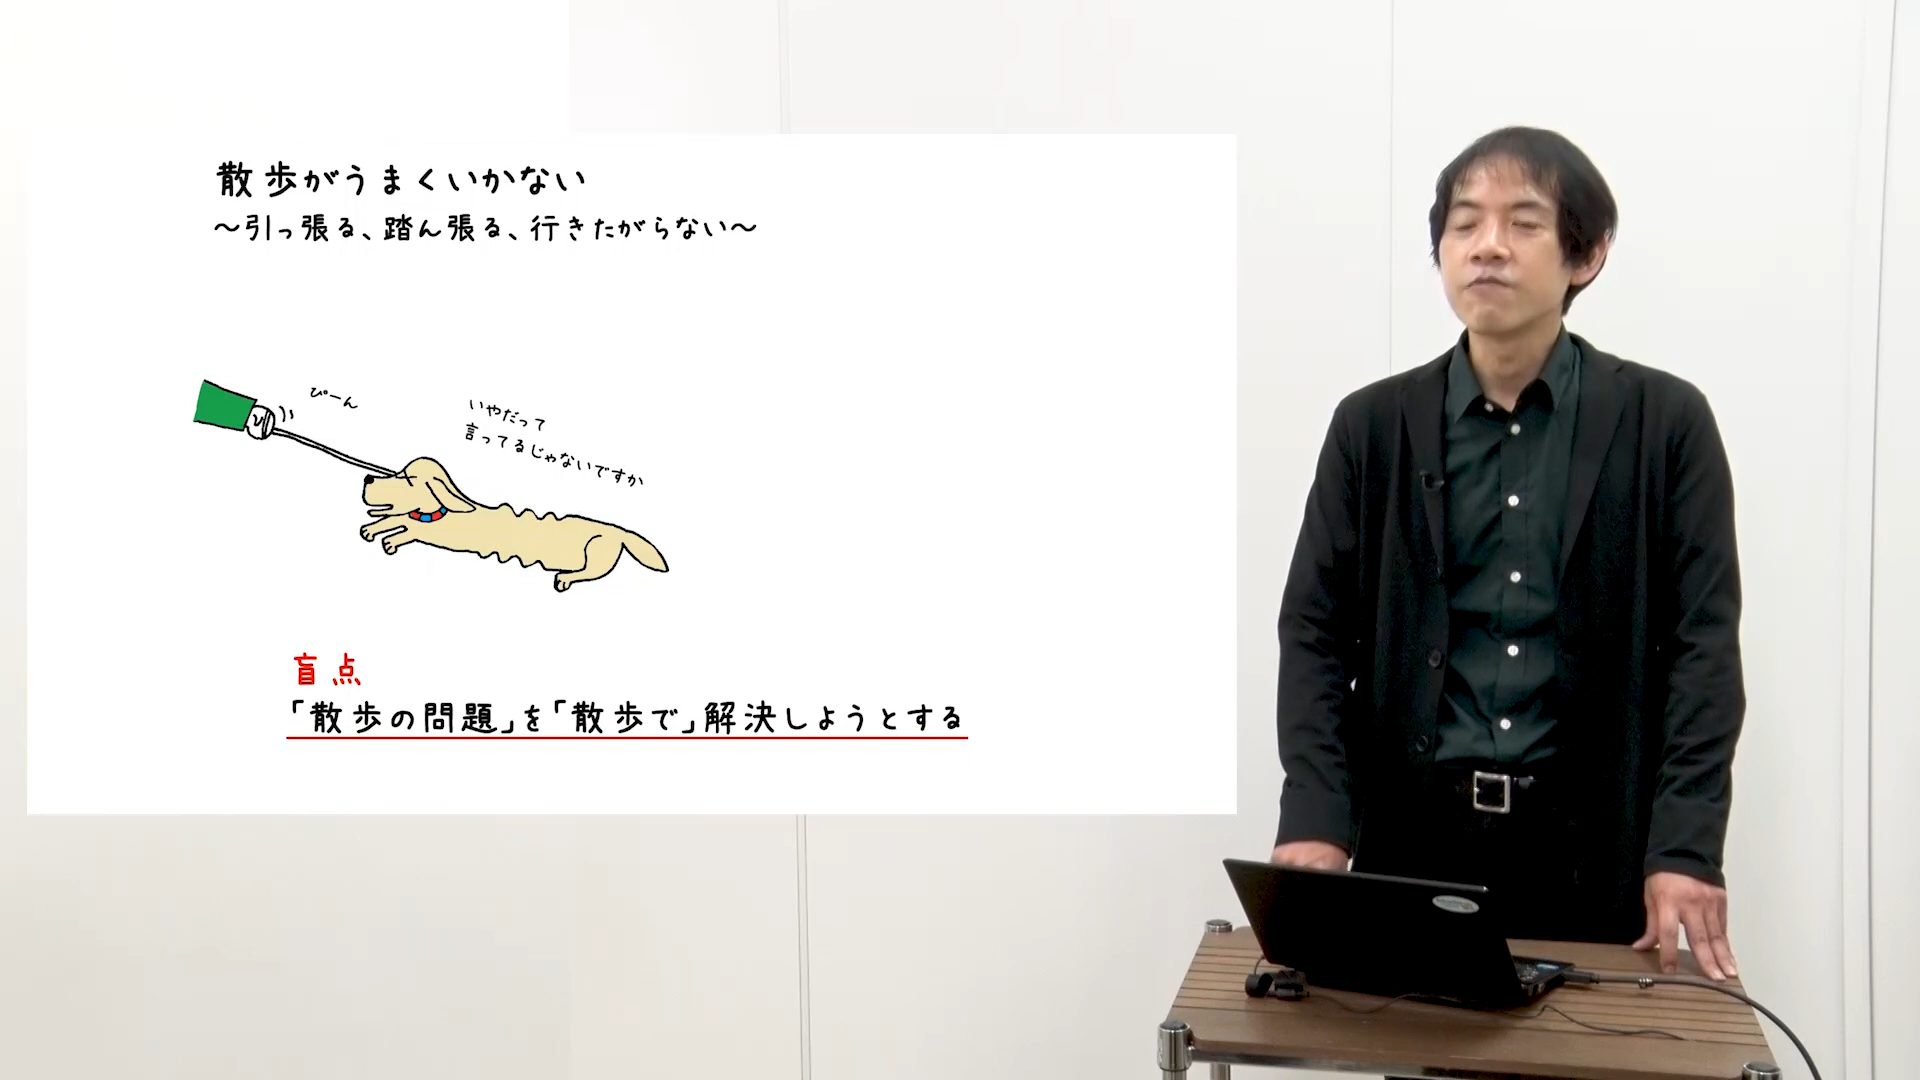 散歩がうまくいかない
〜引っ張る、踏ん張る、行きたがらない〜
ぴーん
いやだって
言ってるじゃないですか
盲点
「散歩の問題」を「散歩で」解決しようとする